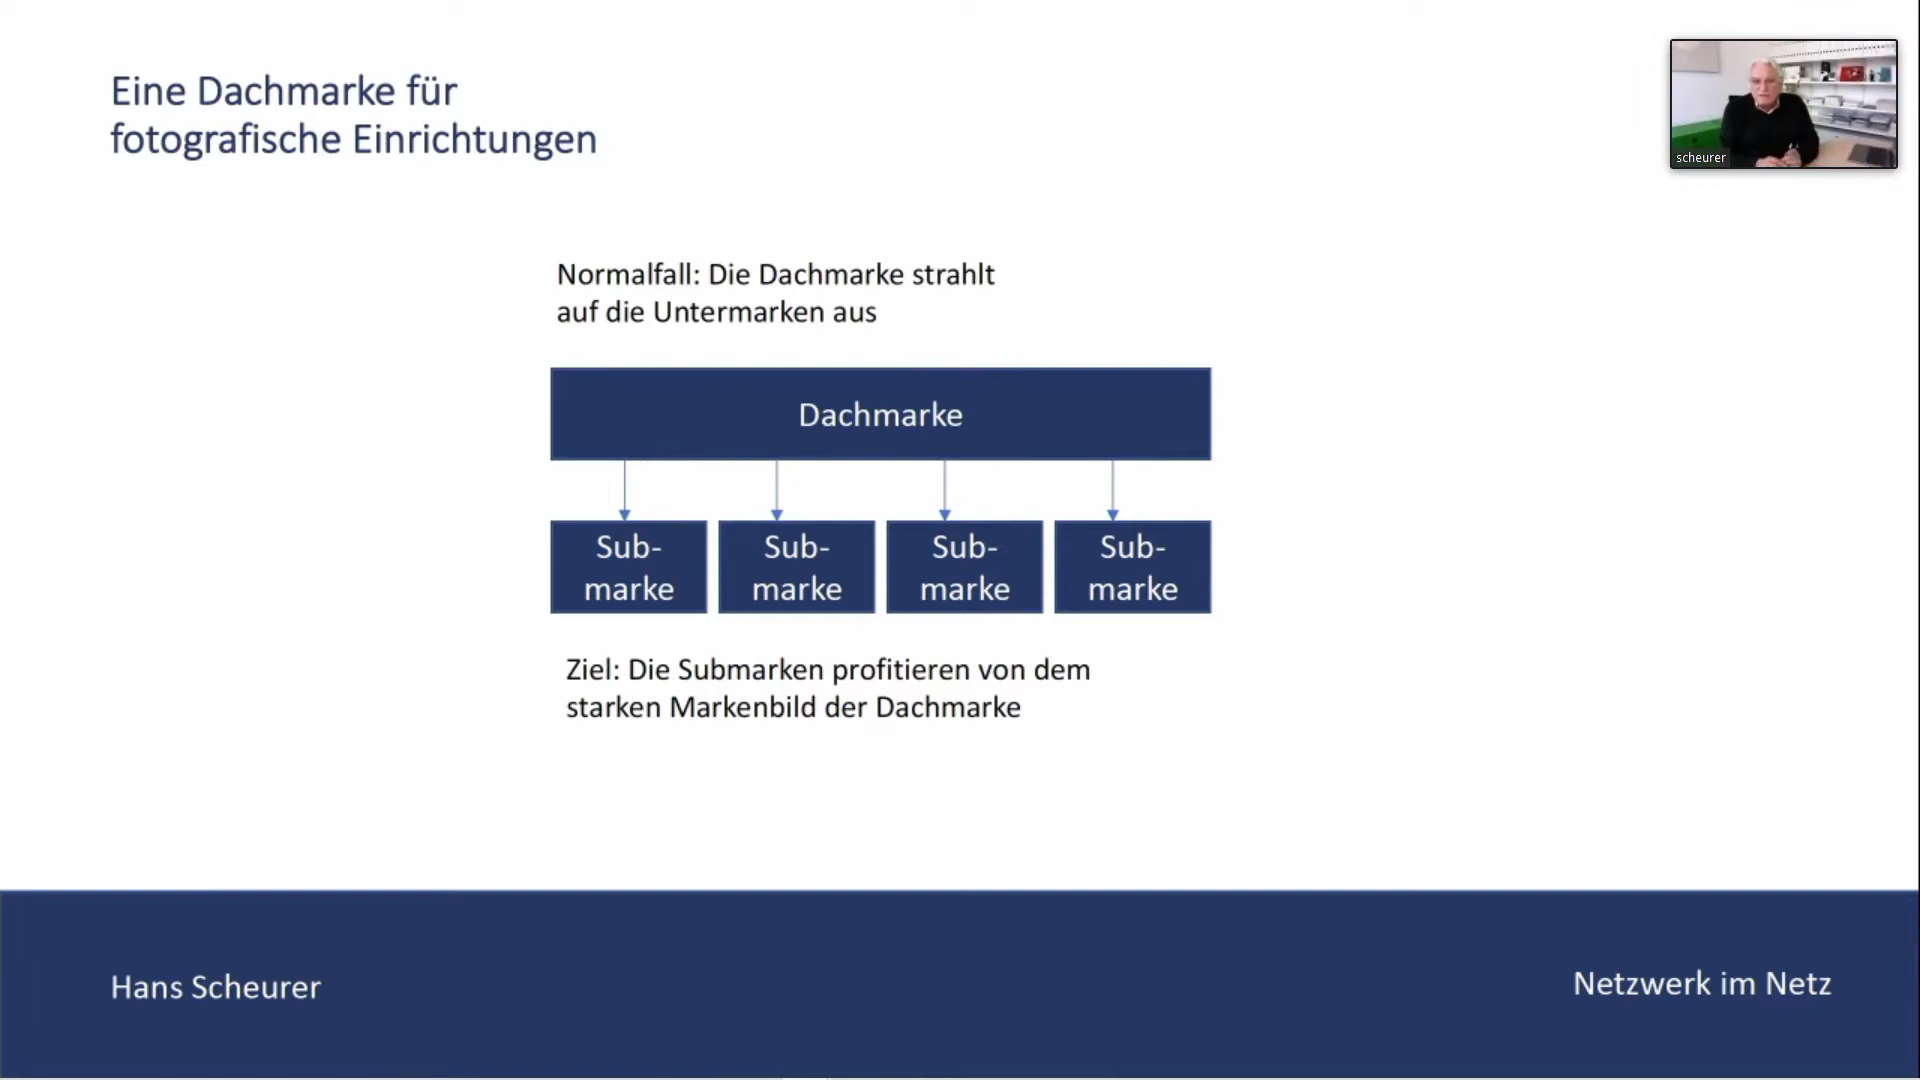 Eine Dachmarke für
fotografische Einrichtungen
scheurer
Normalfall: Die Dachmarke strahlt
auf die Untermarken aus
Dachmarke
Sub-
marke
Sub-
marke
Sub-
marke
Sub-
marke
Ziel: Die Submarken profitieren von dem
starken Markenbild der Dachmarke
Hans Scheurer
Netzwerk im Netz